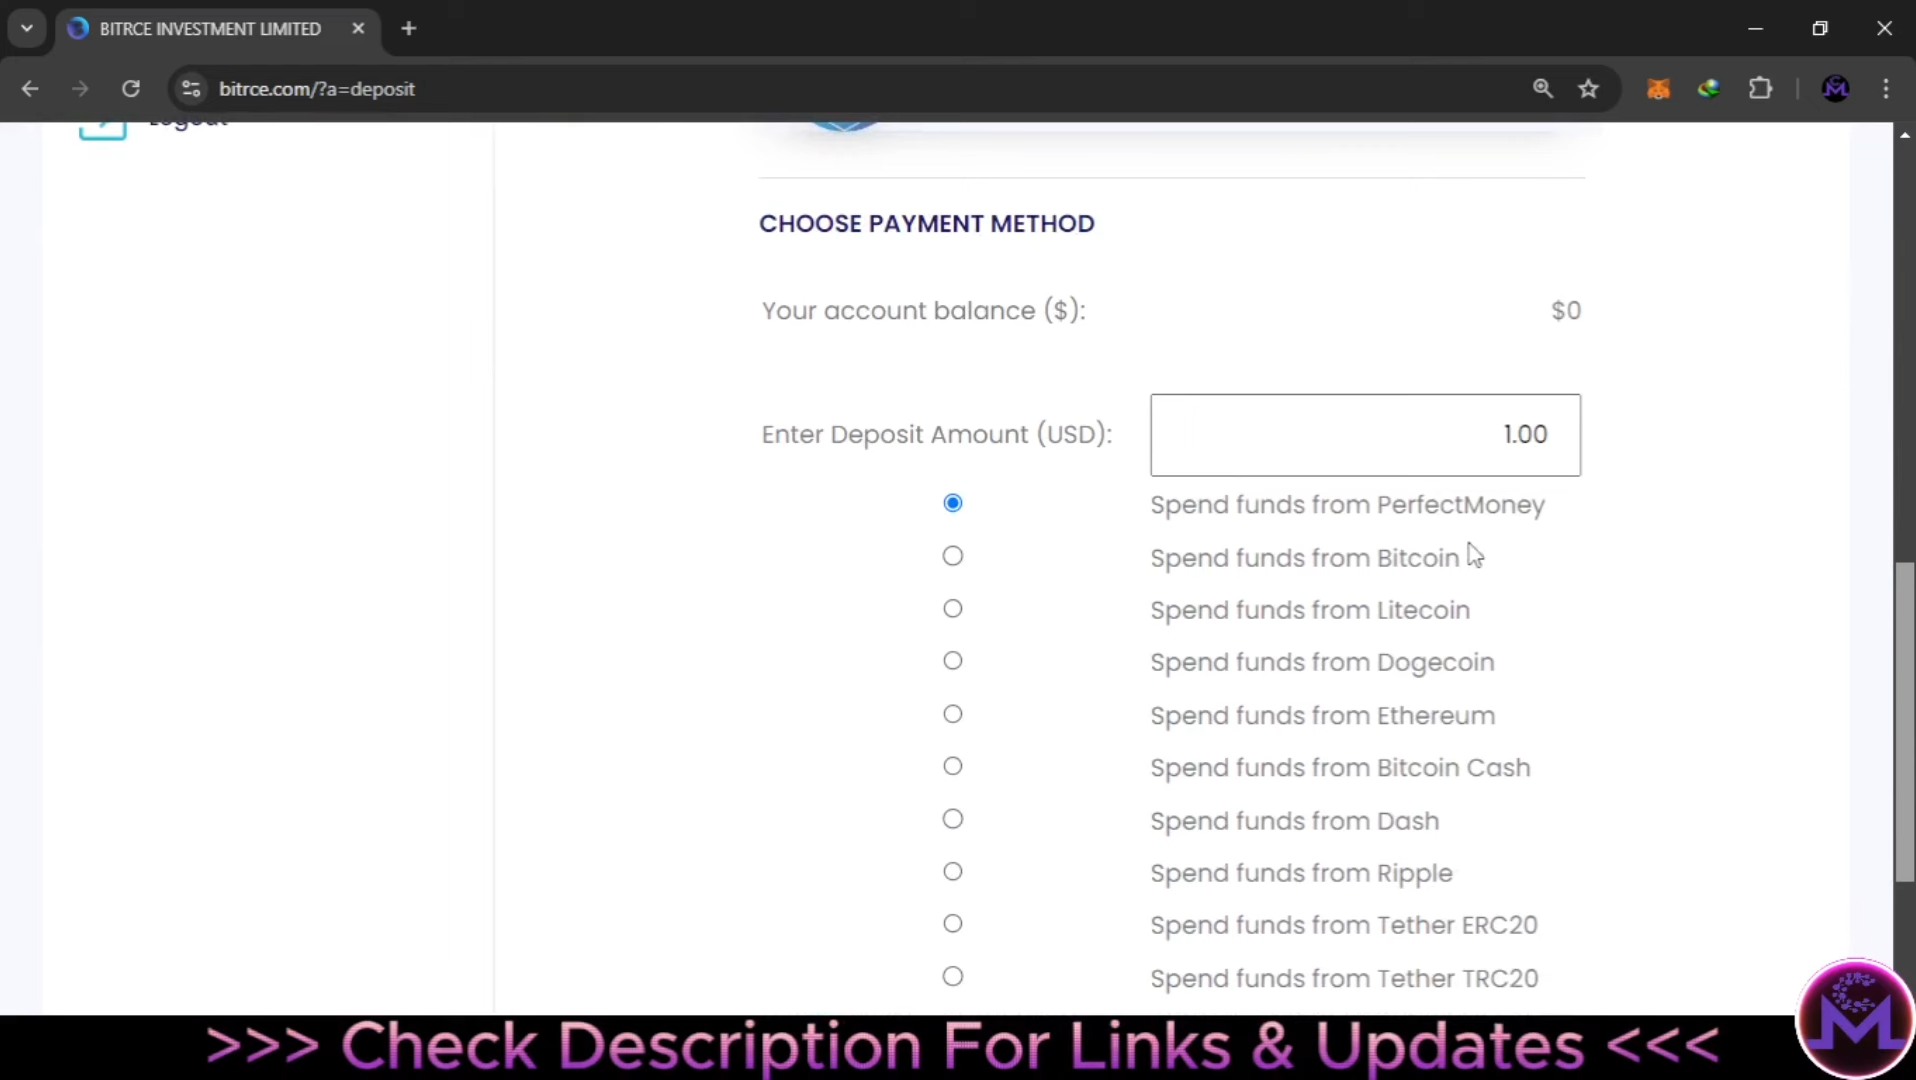 BITRCE INVESTMENT LIMITED
bitrce.com/?a=deposit
Logout
CHOOSE PAYMENT METHOD
Your account balance ($): $0
Enter Deposit Amount (USD): 1.00
Spend funds from PerfectMoney
Spend funds from Bitcoin
Spend funds from Litecoin
Spend funds from Dogecoin
Spend funds from Ethereum
Spend funds from Bitcoin Cash
Spend funds from Dash
Spend funds from Ripple
Spend funds from Tether ERC20
Spend funds from Tether TRC20
>>> Check Description For Links & Updates <<<